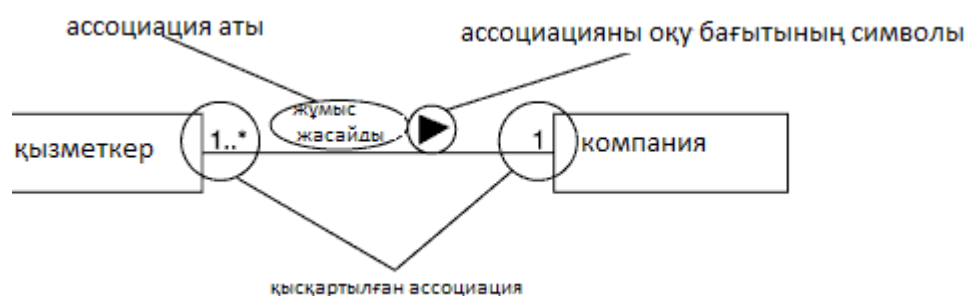 ассоциация аты
ассоциацияны оқу бағытының символы
жұмыс
жасайды
қызметкер
1..*
1
компания
қысқартылған ассоциация